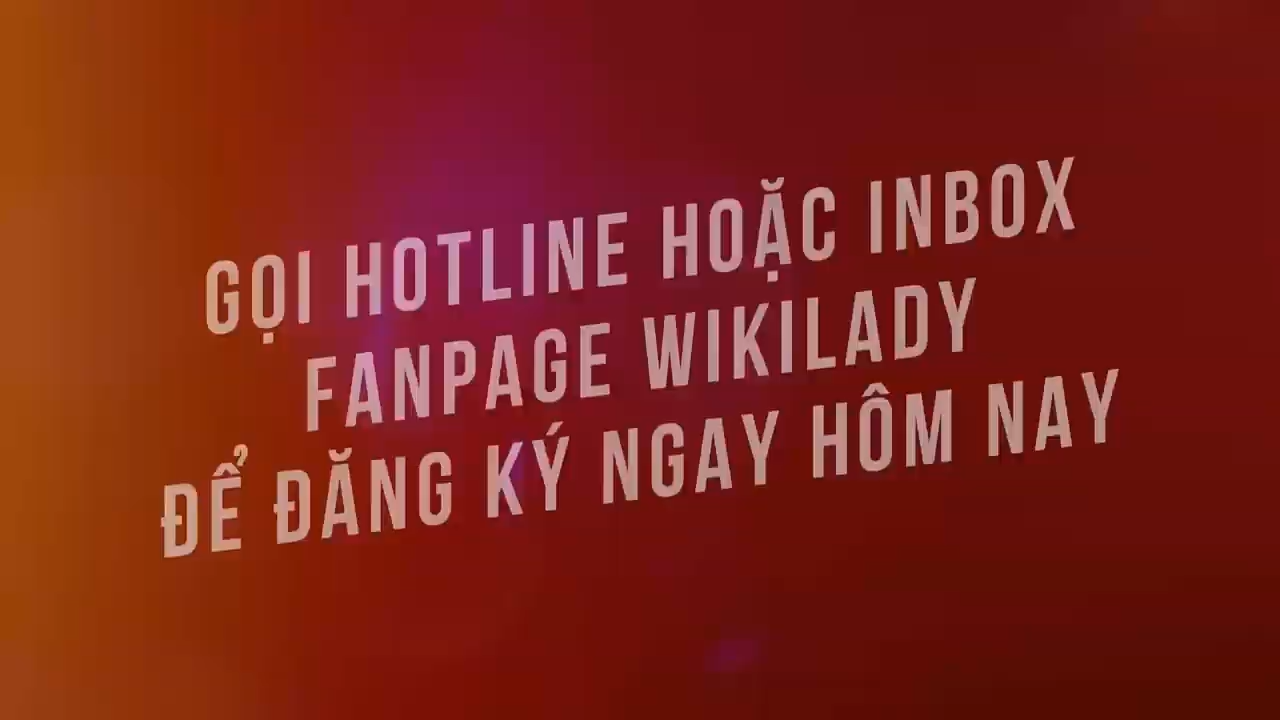 GỌI HOTLINE HOẶC INBOX
FANPAGE WIKILADY
ĐỂ ĐĂNG KÝ NGAY HÔM NAY